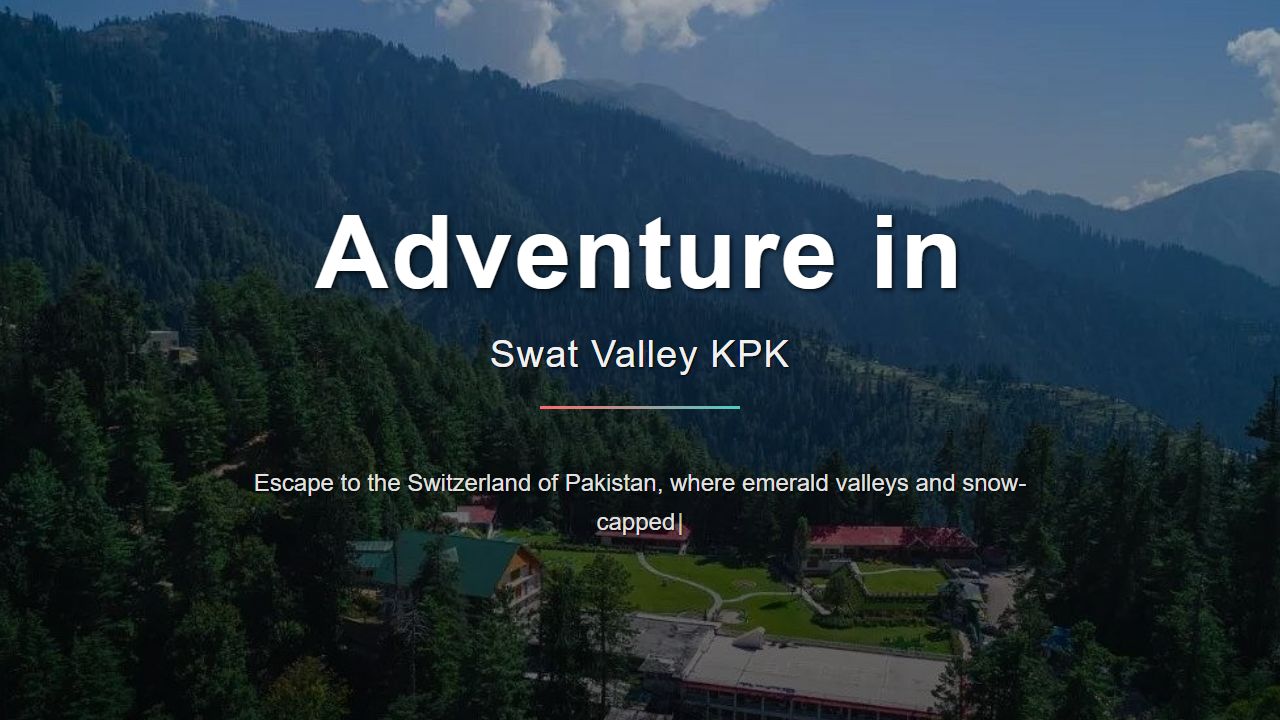 Adventure in
Swat Valley KPK
Escape to the Switzerland of Pakistan, where emerald valleys and snow-
capped|